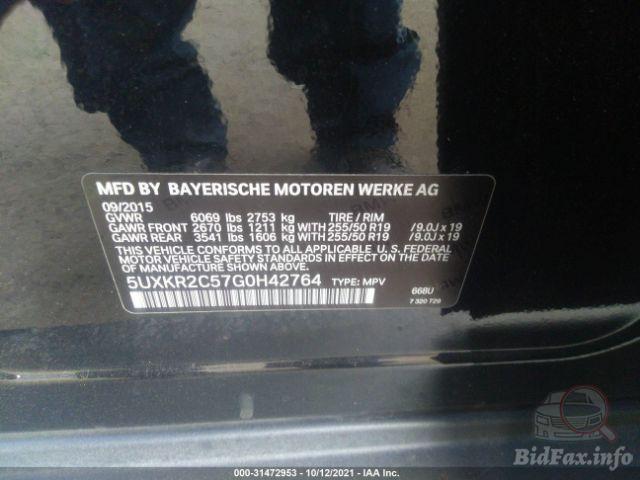 MFD BY BAYERISCHE MOTOREN WERKE AG
09/2015
GVWR 6069 lbs 2753 kg TIRE / RIM
GAWR FRONT 2670 lbs 1211 kg WITH 255/50 R19 / 9.0J x 19
GAWR REAR 3541 lbs 1606 kg WITH 255/50 R19 / 9.0J x 19
THIS VEHICLE CONFORMS TO ALL APPLICABLE U. S. FEDERAL
MOTOR VEHICLE SAFETY, BUMPER, AND THEFT PREVENTION
STANDARDS IN EFFECT ON THE DATE OF MANUFACTURE SHOWN ABOVE.
5UXKR2C57G0H42764 TYPE: MPV
668U
7 320 729
BidFax.info
000-31472953 - 10/12/2021 - IAA Inc.